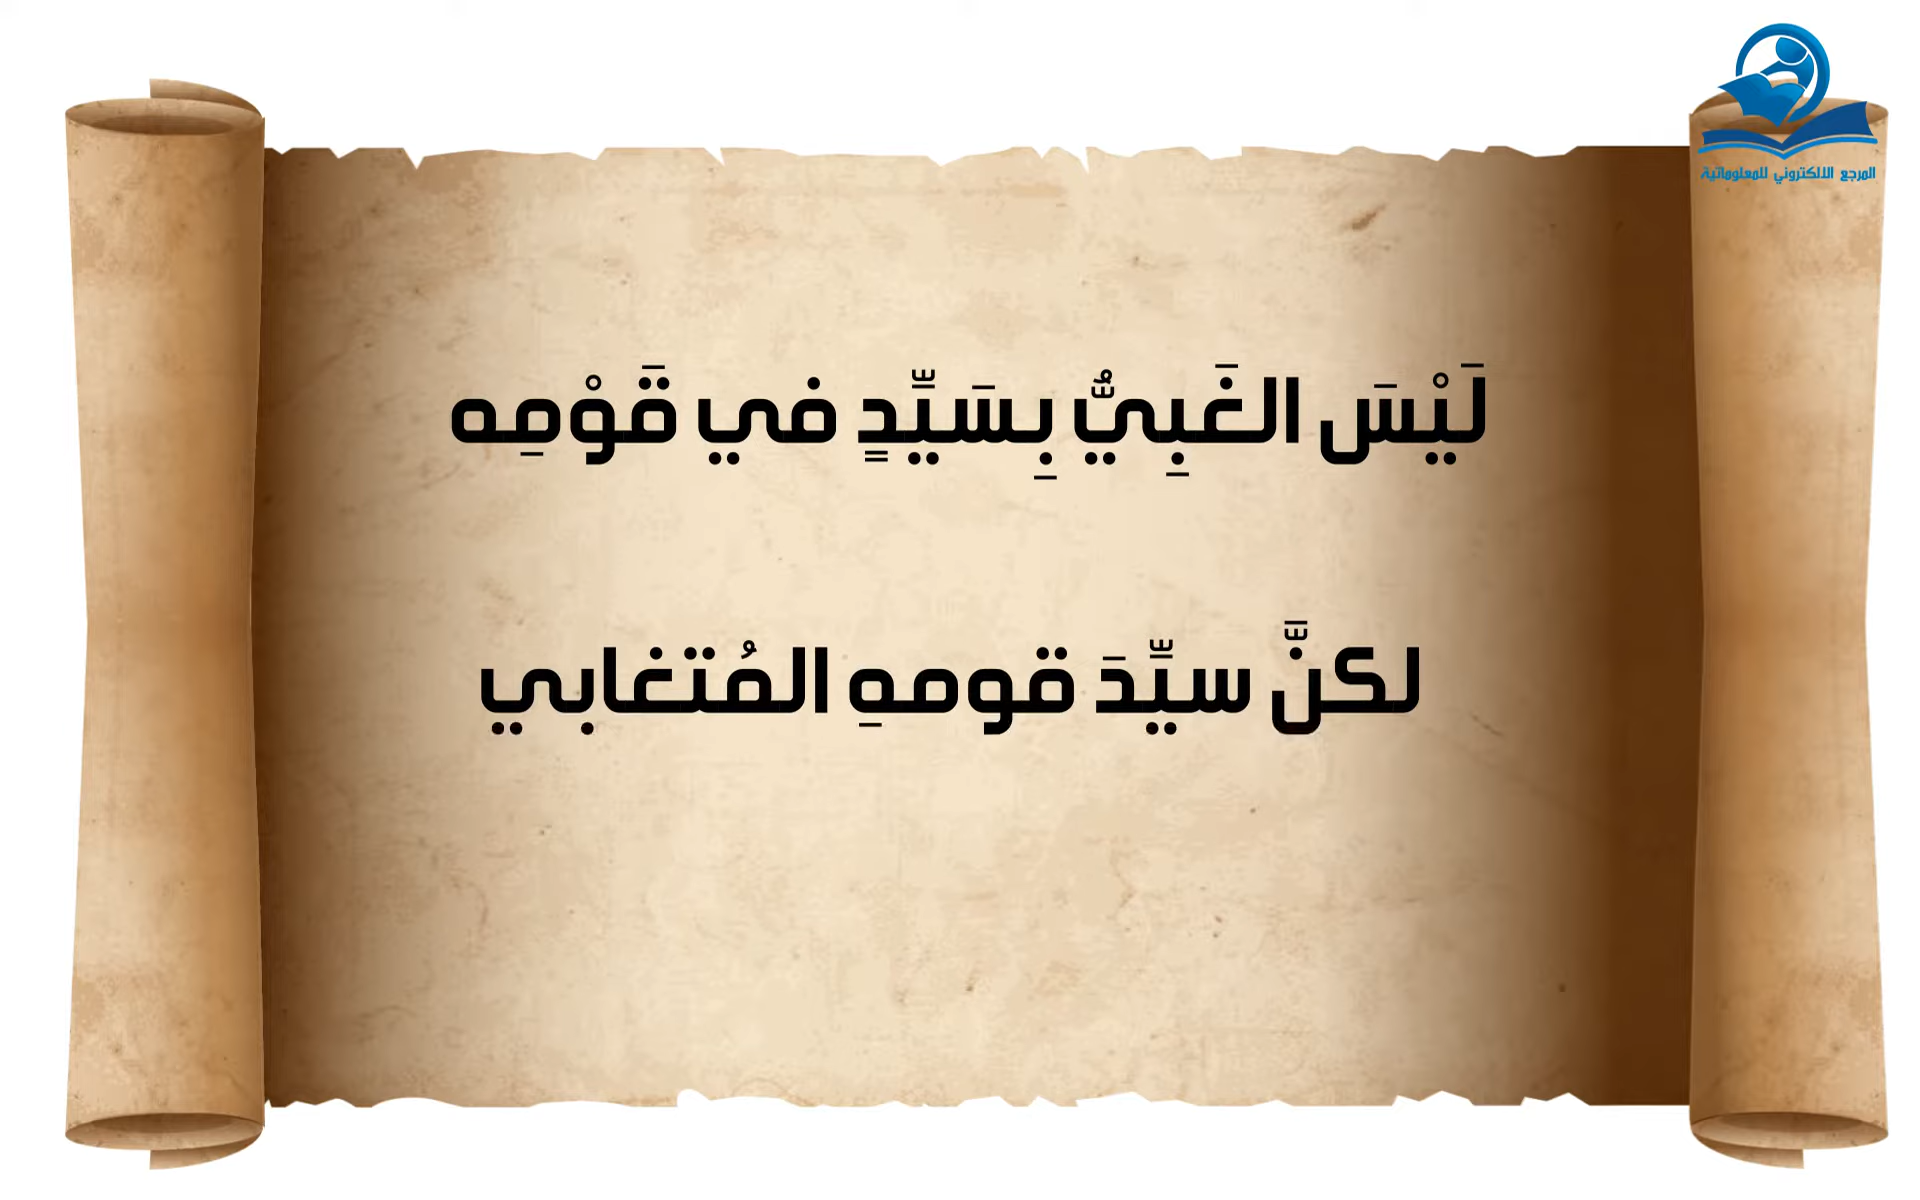 المرجع الالكتروني للمعلوماتية
لَيْسَ الغَبِيُّ بِسَيِّدٍ في قَوْمِه
لكنَّ سيِّدَ قومهِ المُتغابي